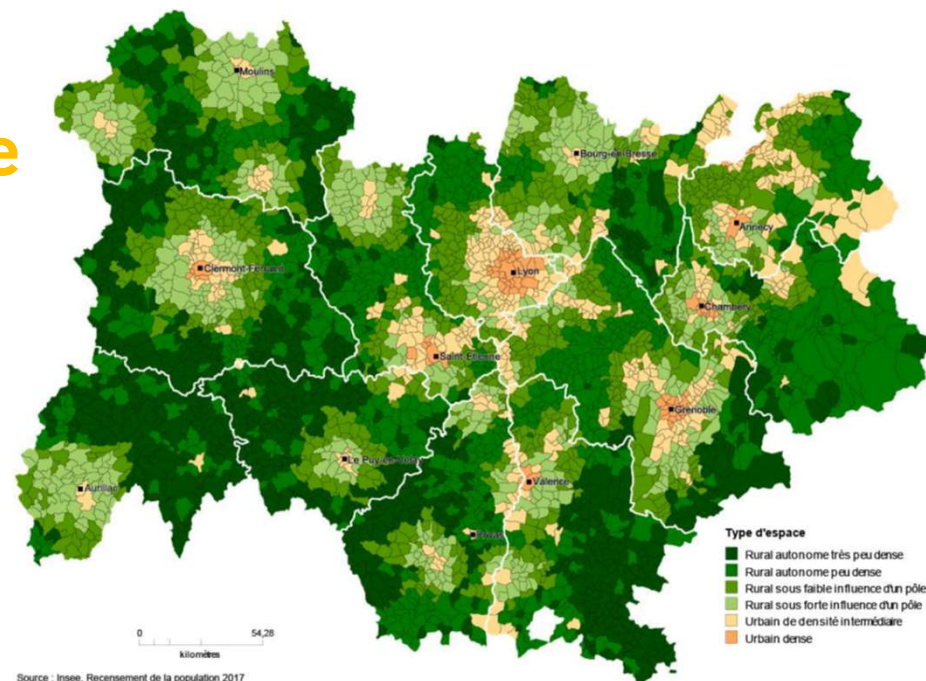 e
Moulins
Bourg-en-Bresse
Annecy
Clermont-Ferrand
Lyon
Chambéry
Saint-Etienne
Grenoble
Le Puy-en-Velay
Aurillac
Valence
Privas
Type d'espace
Rural autonome très peu dense
Rural autonome peu dense
Rural sous faible influence d'un pôle
Rural sous forte influence d'un pôle
Urbain de densité intermédiaire
Urbain dense
0 54,28
kilomètres
Source : Insee, Recensement de la population 2017